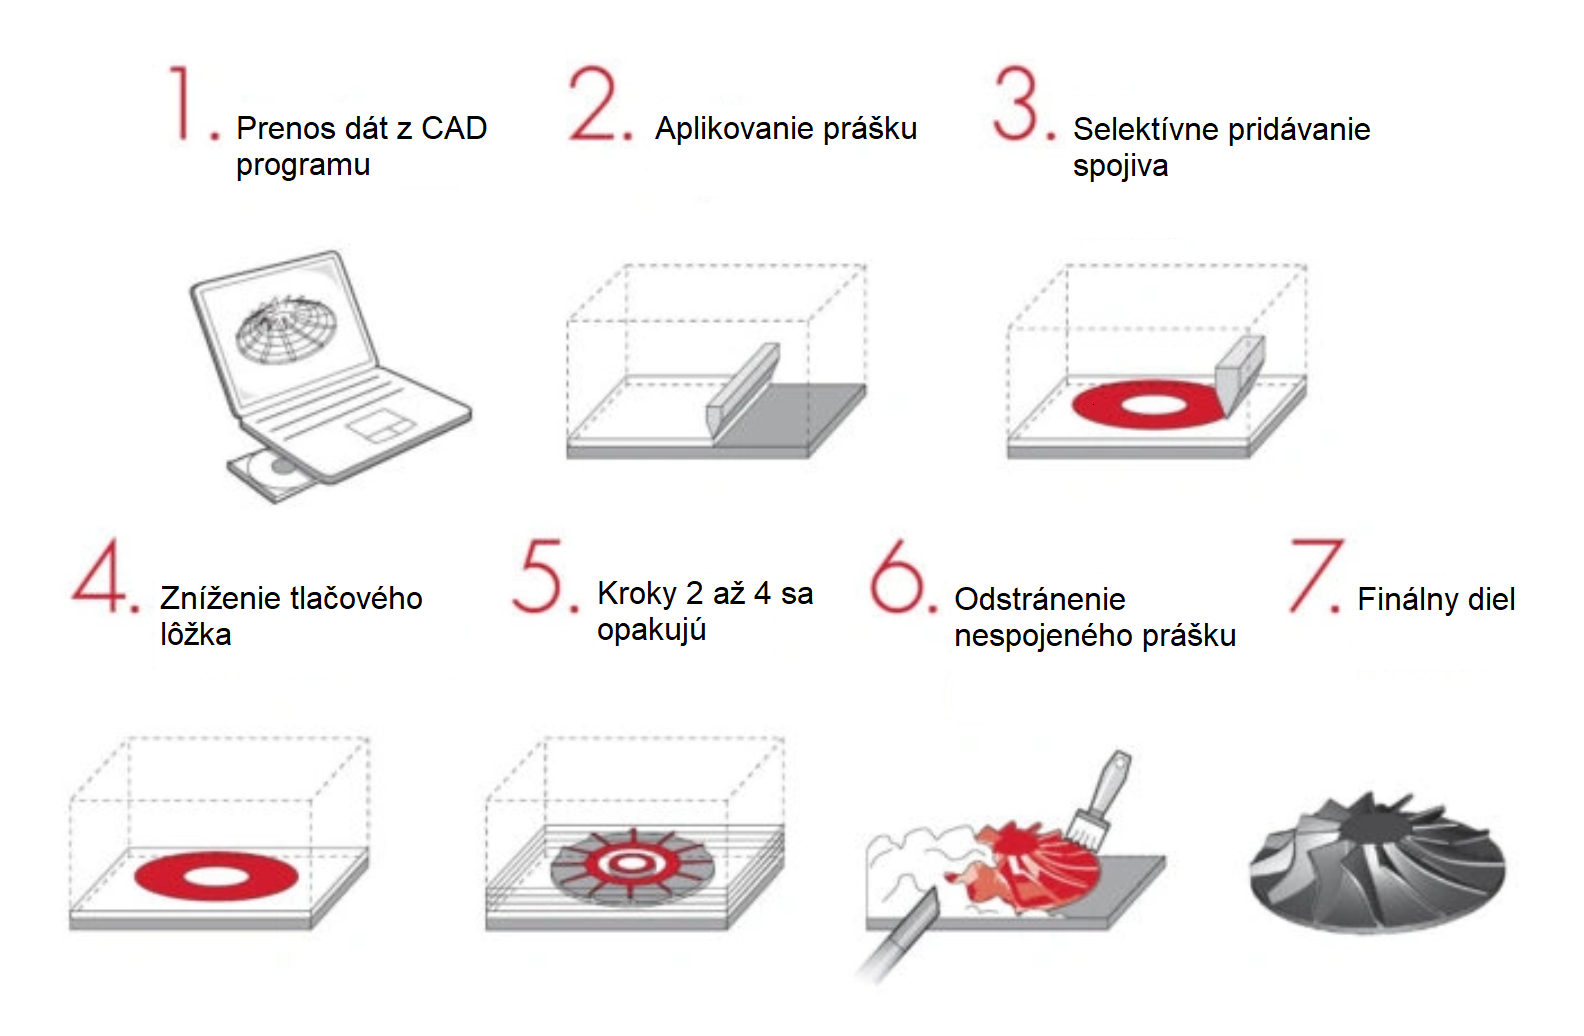 1. Prenos dát z CAD
programu
2. Aplikovanie prášku
3. Selektívne pridávanie
spojiva
4. Zníženie tlačového
lôžka
5. Kroky 2 až 4 sa
opakujú
6. Odstránenie
nespojeného prášku
7. Finálny diel